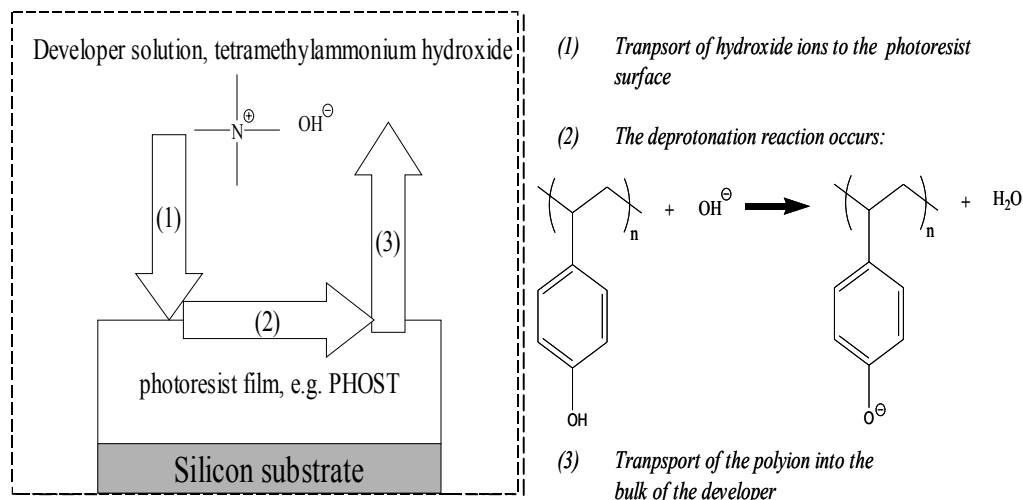 Developer solution, tetramethylammonium hydroxide
N⊕ OH⊖
(1)
(3)
(2)
photoresist film, e.g. PHOST
Silicon substrate
(1) Tranpsort of hydroxide ions to the photoresist
surface
(2) The deprotonation reaction occurs:
n + OH⊖ n + H₂O
OH O⊖
(3) Tranpsport of the polyion into the
bulk of the developer